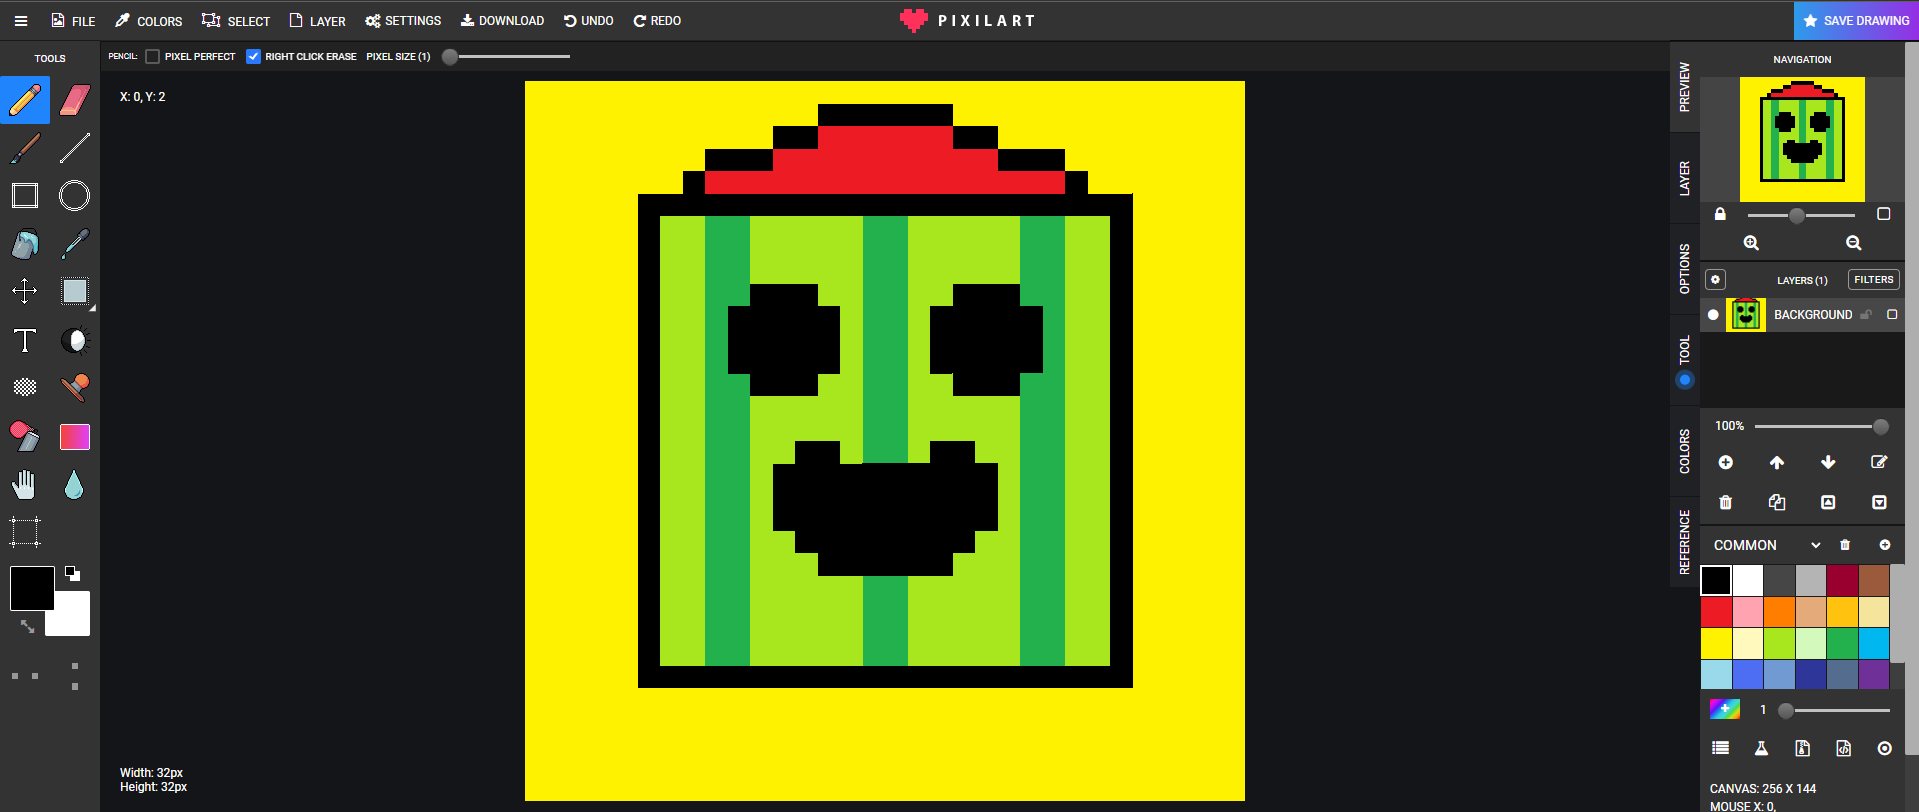 FILE COLORS SELECT LAYER SETTINGS DOWNLOAD UNDO REDO PIXILART SAVE DRAWING
TOOLS
PENCIL: PIXEL PERFECT RIGHT CLICK ERASE PIXEL SIZE (1)
X: 0, Y: 2
T
Width: 32px
Height: 32px
PREVIEW
LAYER
OPTIONS
TOOL
COLORS
REFERENCE
NAVIGATION
LAYERS (1) FILTERS
BACKGROUND
100%
COMMON
1
CANVAS: 256 X 144
MOUSE X: 0,